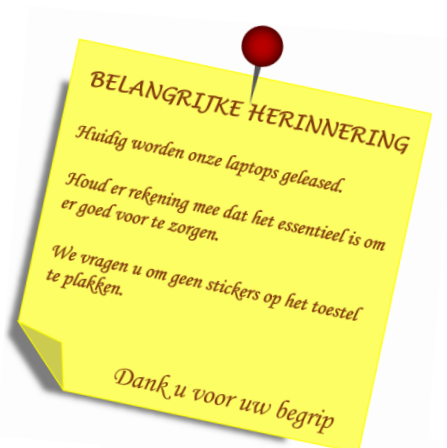 BELANGRIJKE HERINNERING
Huidig worden onze laptops geleased.
Houd er rekening mee dat het essentieel is om
er goed voor te zorgen.
We vragen u om geen stickers op het toestel
te plakken.
Dank u voor uw begrip